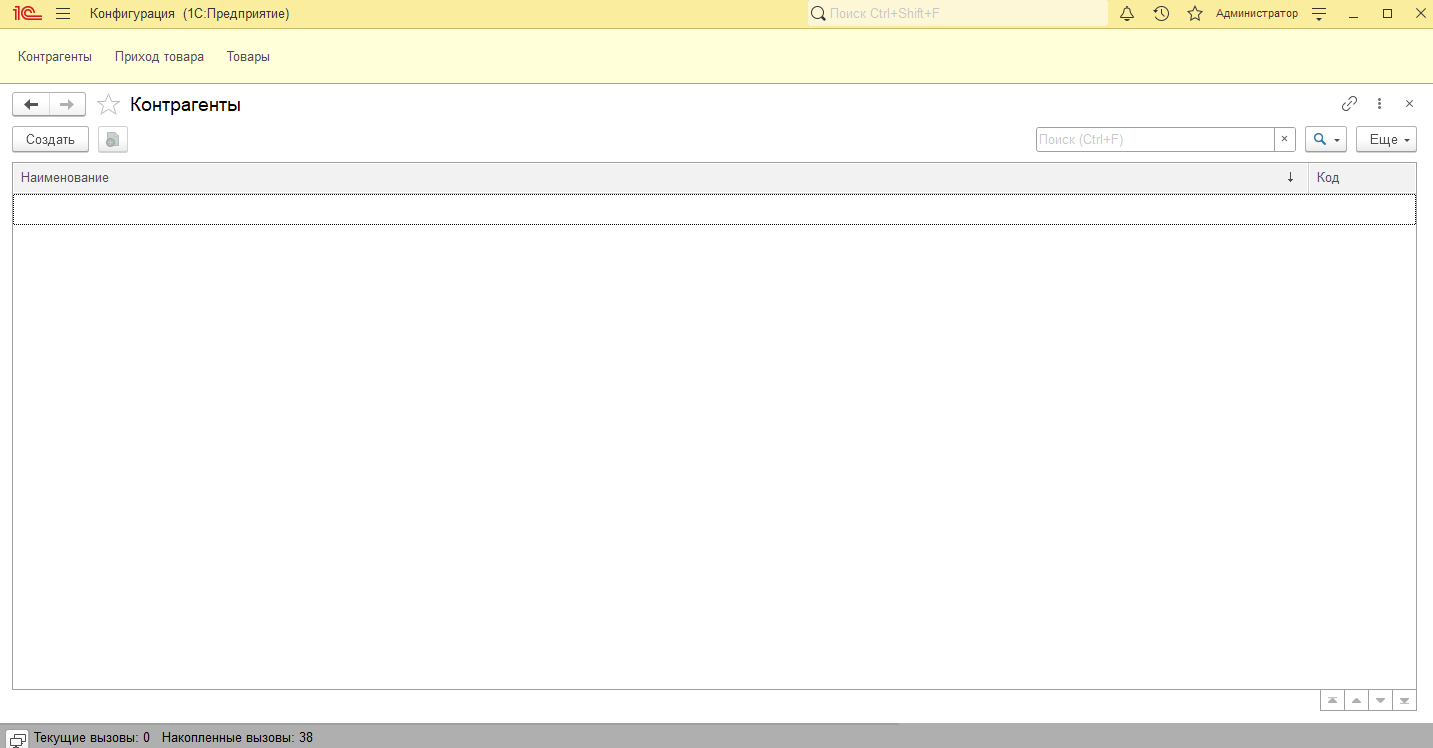 1С Конфигурация (1С:Предприятие) Поиск Ctrl+Shift+F Администратор
Контрагенты Приход товара Товары
Контрагенты
Создать Поиск (Ctrl+F) × Еще
Наименование ↓ Код
Текущие вызовы: 0 Накопленные вызовы: 38